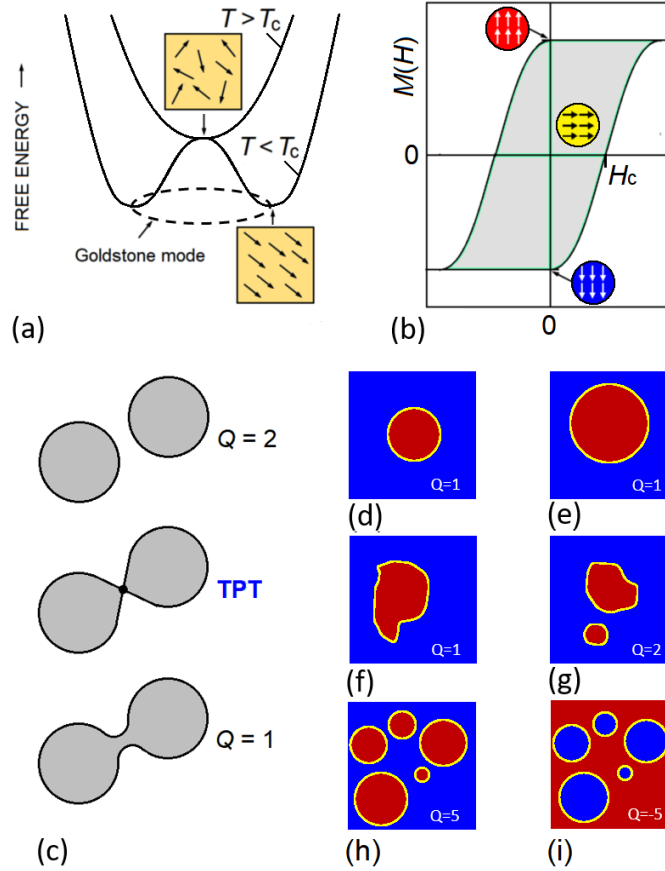 T > Tc
T < Tc
FREE ENERGY →
Goldstone mode
(a)
M(H)
0
Hc
0
(b)
Q = 2
TPT
Q = 1
(c)
Q=1
Q=1
(d)
(e)
Q=1
Q=2
(f)
(g)
Q=5
Q=-5
(h)
(i)